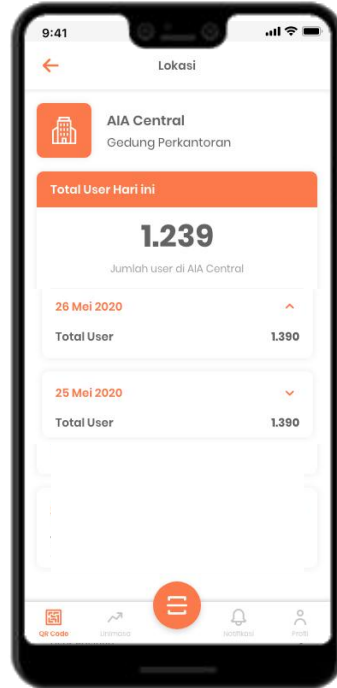 9:41
Lokasi
AIA Central
Gedung Perkantoran
Total User Hari ini
1.239
Jumlah user di AIA Central
26 Mei 2020
Total User 1.390
25 Mei 2020
Total User 1.390
QR Code Notifikasi Profil